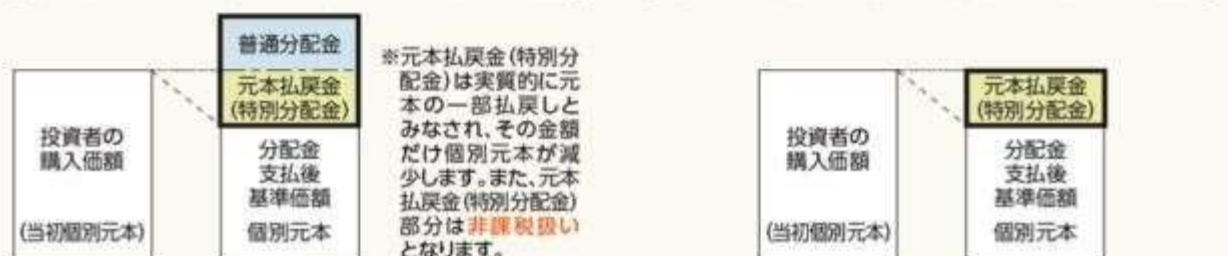 普通分配金
元本払戻金
(特別分配金)
投資者の
購入価額
(当初個別元本)
分配金
支払後
基準価額
個別元本
※元本払戻金(特別分
配金)は実質的に元
本の一部払戻しと
みなされ、その金額
だけ個別元本が減
少します。また、元本
払戻金(特別分配金)
部分は非課税扱い
となります。
投資者の
購入価額
(当初個別元本)
元本払戻金
(特別分配金)
分配金
支払後
基準価額
個別元本